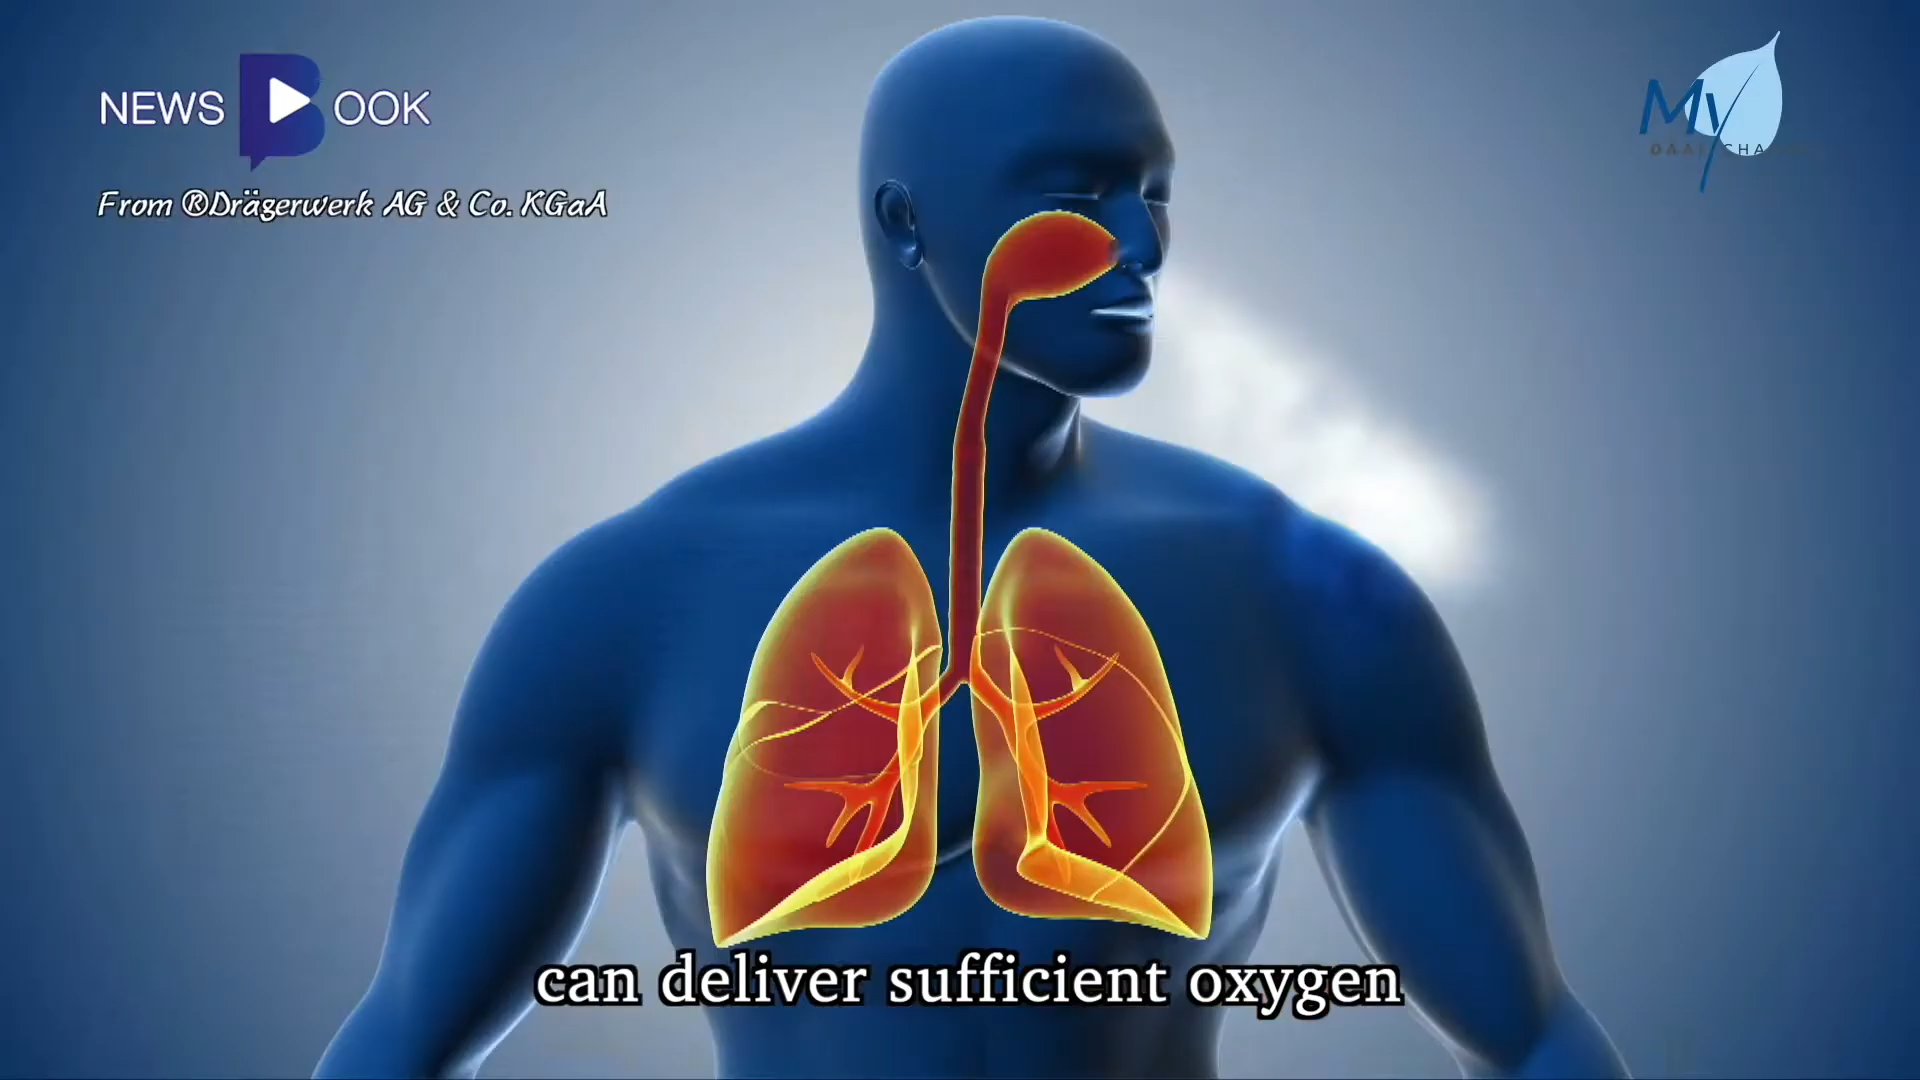 NEWS BOOK
From ®Drägerwerk AG & Co. KGaA
My
can deliver sufficient oxygen